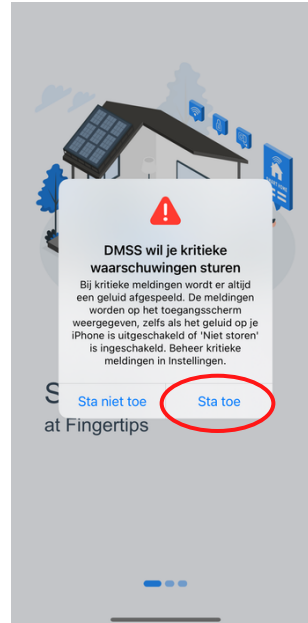 DMSS wil je kritieke
waarschuwingen sturen
Bij kritieke meldingen wordt er altijd
een geluid afgespeeld. De meldingen
worden op het toegangsscherm
weergegeven, zelfs als het geluid op je
iPhone is uitgeschakeld of 'Niet storen'
is ingeschakeld. Beheer kritieke
meldingen in Instellingen.
Sta niet toe
Sta toe
at Fingertips